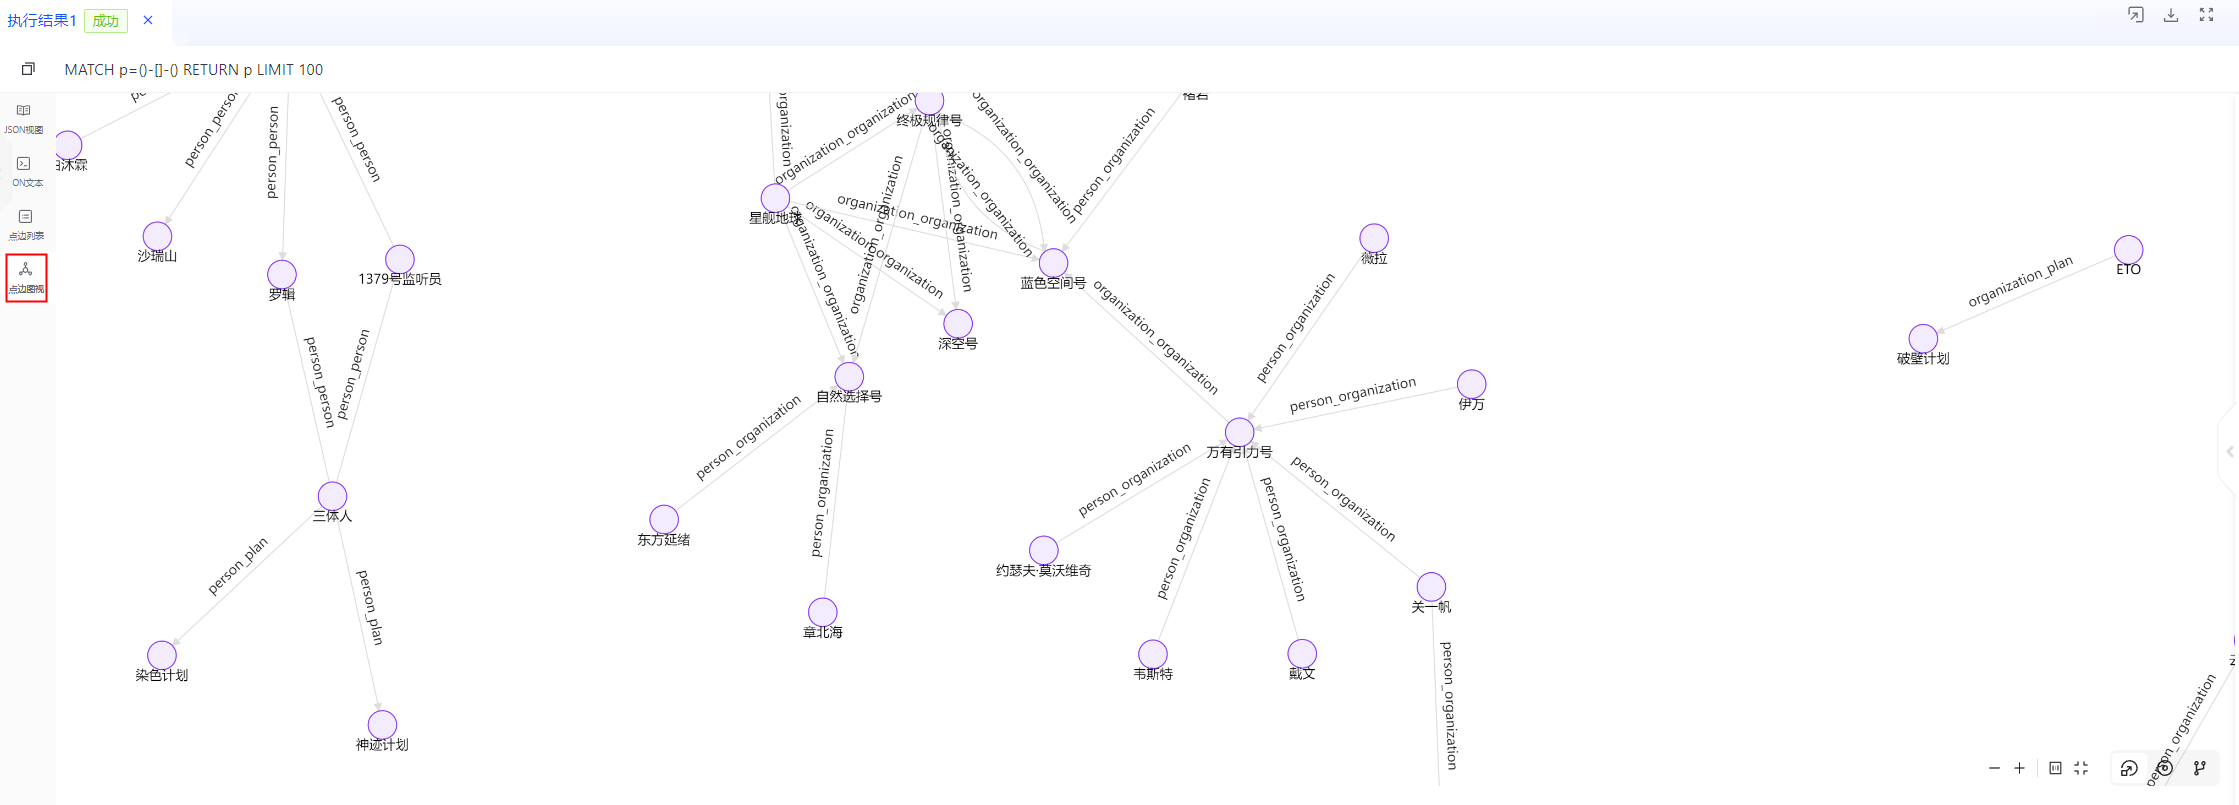 执行结果1 成功
MATCH p=()-[]-() RETURN p LIMIT 100
JSON视图
ON文本
点边列表
点边图视
person_person
person_person
person_person
沐霖
沙瑞山
罗辑
1379号监听员
person_person
person_person
三体人
person_plan
person_plan
染色计划
神迹计划
organization
organization_organization
终极规律号
organization_organization
organization_organization
organization_organization
organization_organization
星舰地球
organization_organization
organization_organization
organization_organization
褚岩
person_organization
蓝色空间号
深空号
自然选择号
person_organization
person_organization
东方延绪
章北海
organization_organization
薇拉
person_organization
伊万
person_organization
万有引力号
person_organization
person_organization
person_organization
person_organization
约瑟夫·莫沃维奇
韦斯特
戴文
关一帆
person_organization
ETO
organization_plan
破壁计划
person_organization